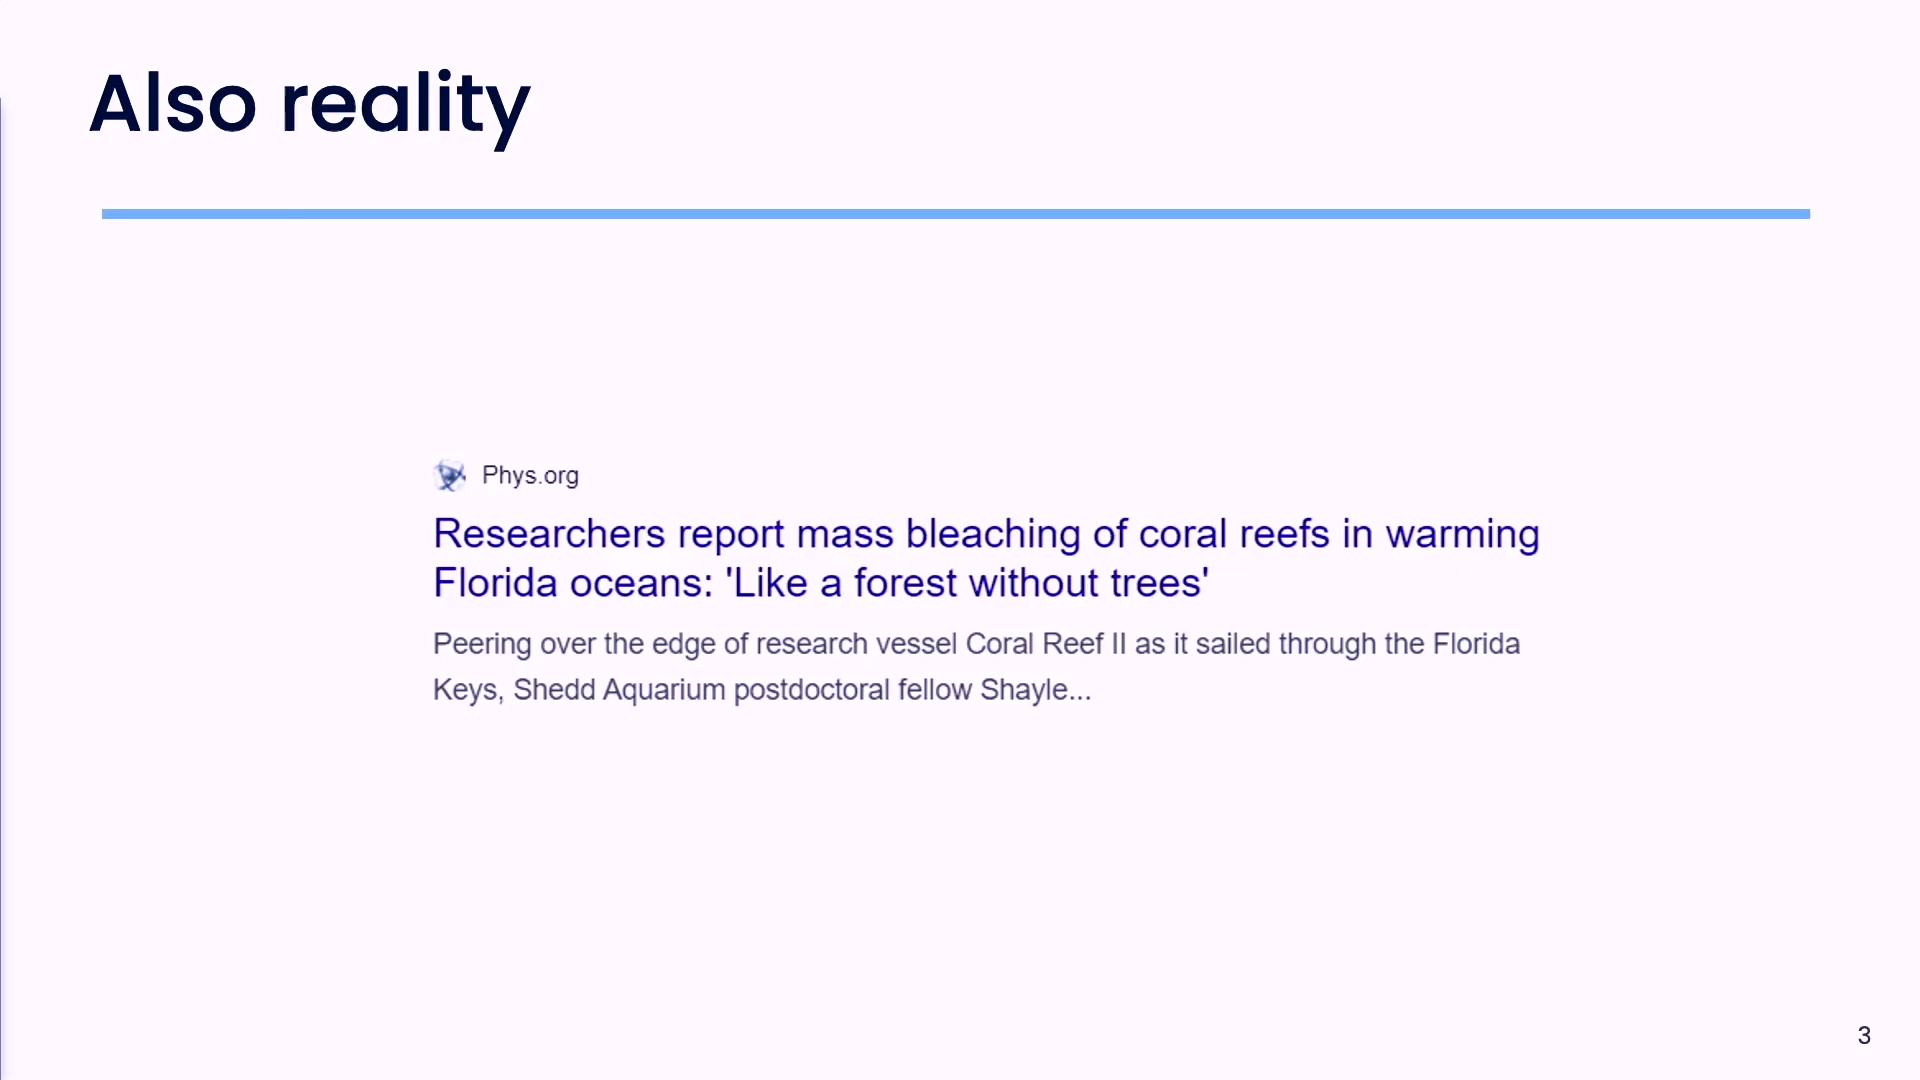 Also reality
Phys.org
Researchers report mass bleaching of coral reefs in warming
Florida oceans: 'Like a forest without trees'
Peering over the edge of research vessel Coral Reef II as it sailed through the Florida
Keys, Shedd Aquarium postdoctoral fellow Shayle...
3